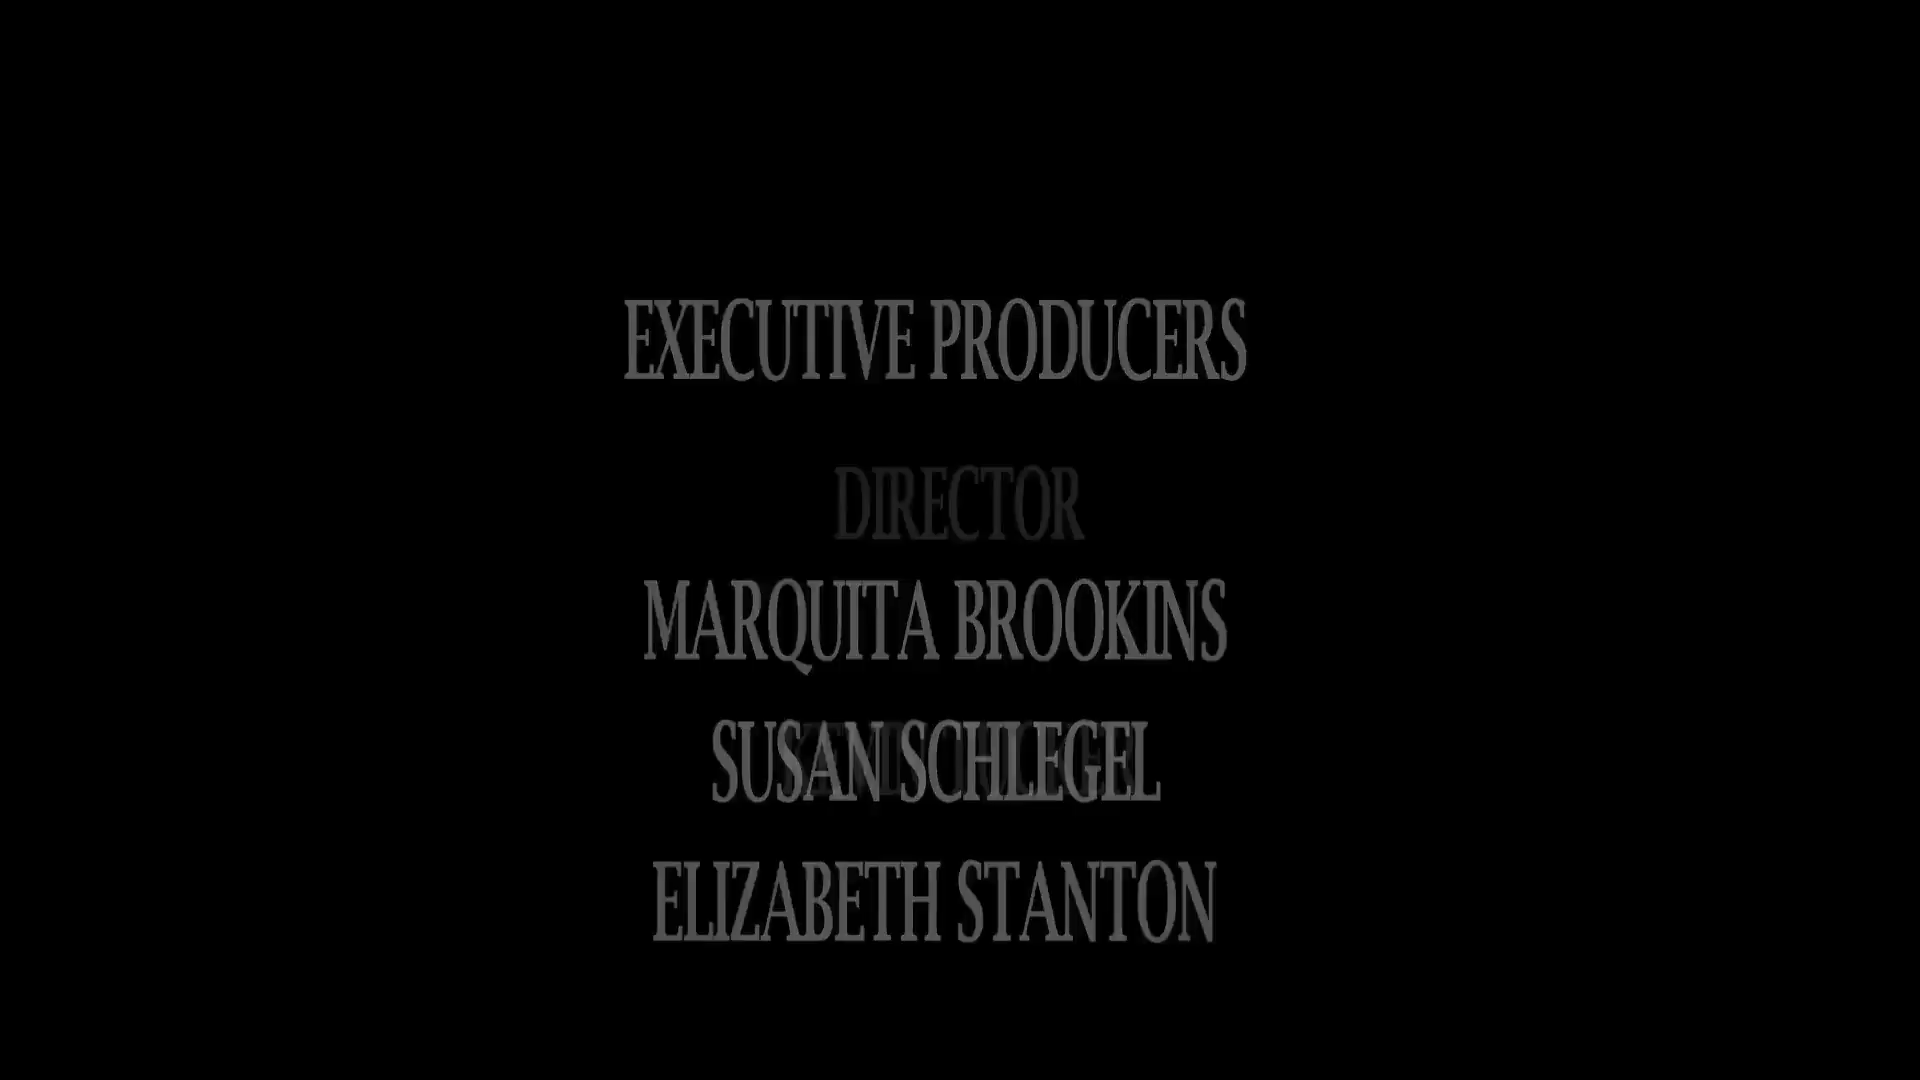 EXECUTIVE PRODUCERS
DIRECTOR
MARQUITA BROOKINS
SUSAN SCHLEGEL
ELIZABETH STANTON